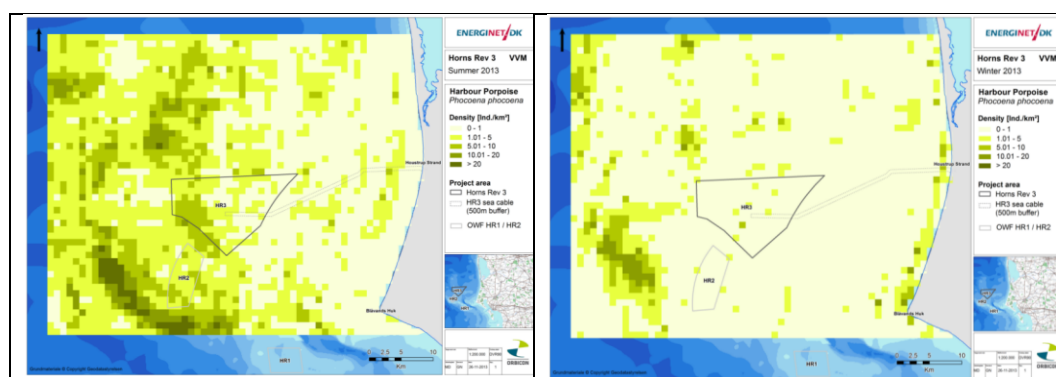 ENERGINET/DK
Horns Rev 3 VVM
Summer 2013
Harbour Porpoise
Phocoena phocoena
Density [Ind./km²]
0 - 1
1.01 - 5
5.01 - 10
10.01 - 20
> 20
Project area
Horns Rev 3
HR3 sea cable
(500m buffer)
OWF HR1 / HR2
Houstrup Strand
HR3
HR2
Blåvands Huk
HR1
0 2.5 5 10
Km
ORBICON
ENERGINET/DK
Horns Rev 3 VVM
Winter 2013
Harbour Porpoise
Phocoena phocoena
Density [Ind./km²]
0 - 1
1.01 - 5
5.01 - 10
10.01 - 20
> 20
Project area
Horns Rev 3
HR3 sea cable
(500m buffer)
OWF HR1 / HR2
Houstrup Strand
HR3
HR2
Blåvands Huk
HR1
0 2.5 5 10
Km
ORBICON